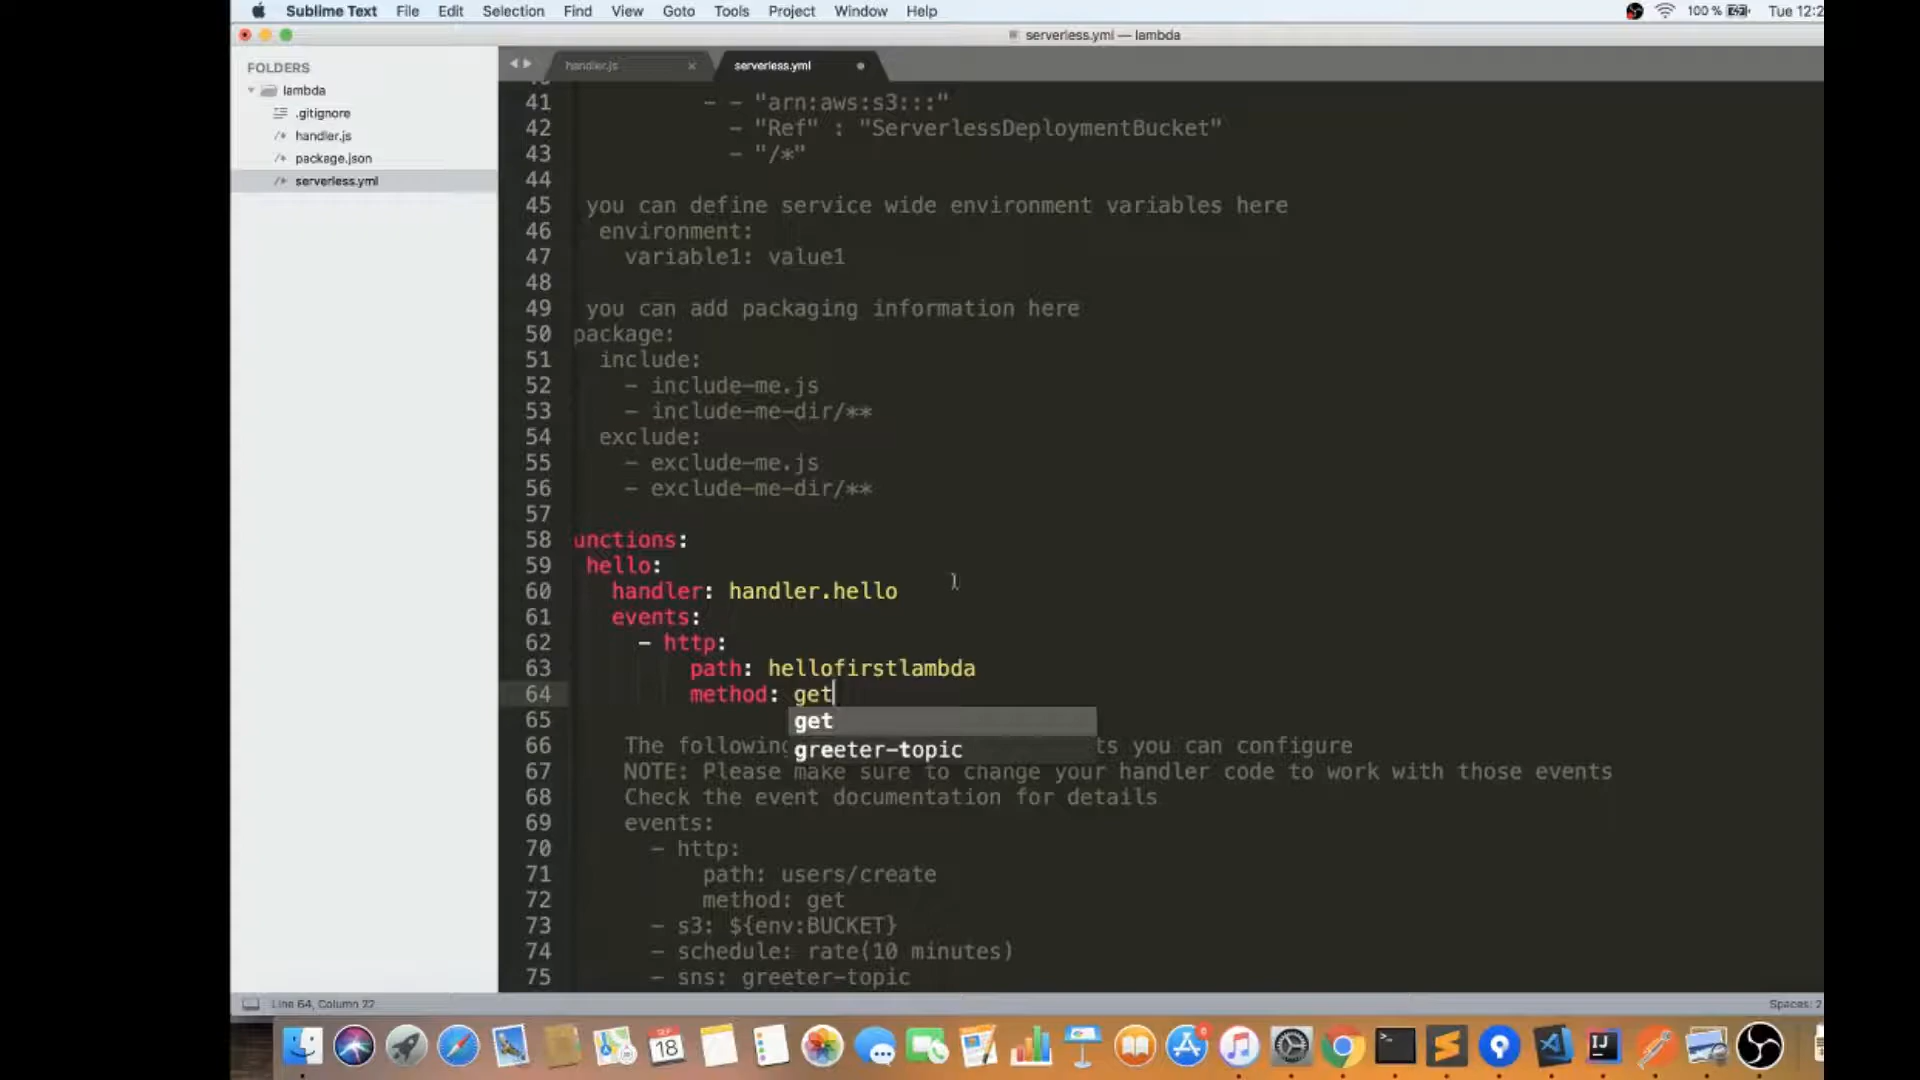 Sublime Text File Edit Selection Find View Goto Tools Project Window Help 100 % Tue 12:2
serverless.yml — lambda
FOLDERS
lambda
.gitignore
handler.js
package.json
serverless.yml
handler.js serverless.yml
41 - - "arn:aws:s3:::"
42 - "Ref" : "ServerlessDeploymentBucket"
43 - "/*"
44
45 you can define service wide environment variables here
46 environment:
47 variable1: value1
48
49 you can add packaging information here
50 package:
51 include:
52 - include-me.js
53 - include-me-dir/**
54 exclude:
55 - exclude-me.js
56 - exclude-me-dir/**
57
58 unctions:
59 hello:
60 handler: handler.hello
61 events:
62 - http:
63 path: hellofirstlambda
64 method: get
get
greeter-topic
65
66 The following ts you can configure
67 NOTE: Please make sure to change your handler code to work with those events
68 Check the event documentation for details
69 events:
70 - http:
71 path: users/create
72 method: get
73 - s3: ${env:BUCKET}
74 - schedule: rate(10 minutes)
75 - sns: greeter-topic
Line 64, Column 22
Spaces: 2
18
IJ